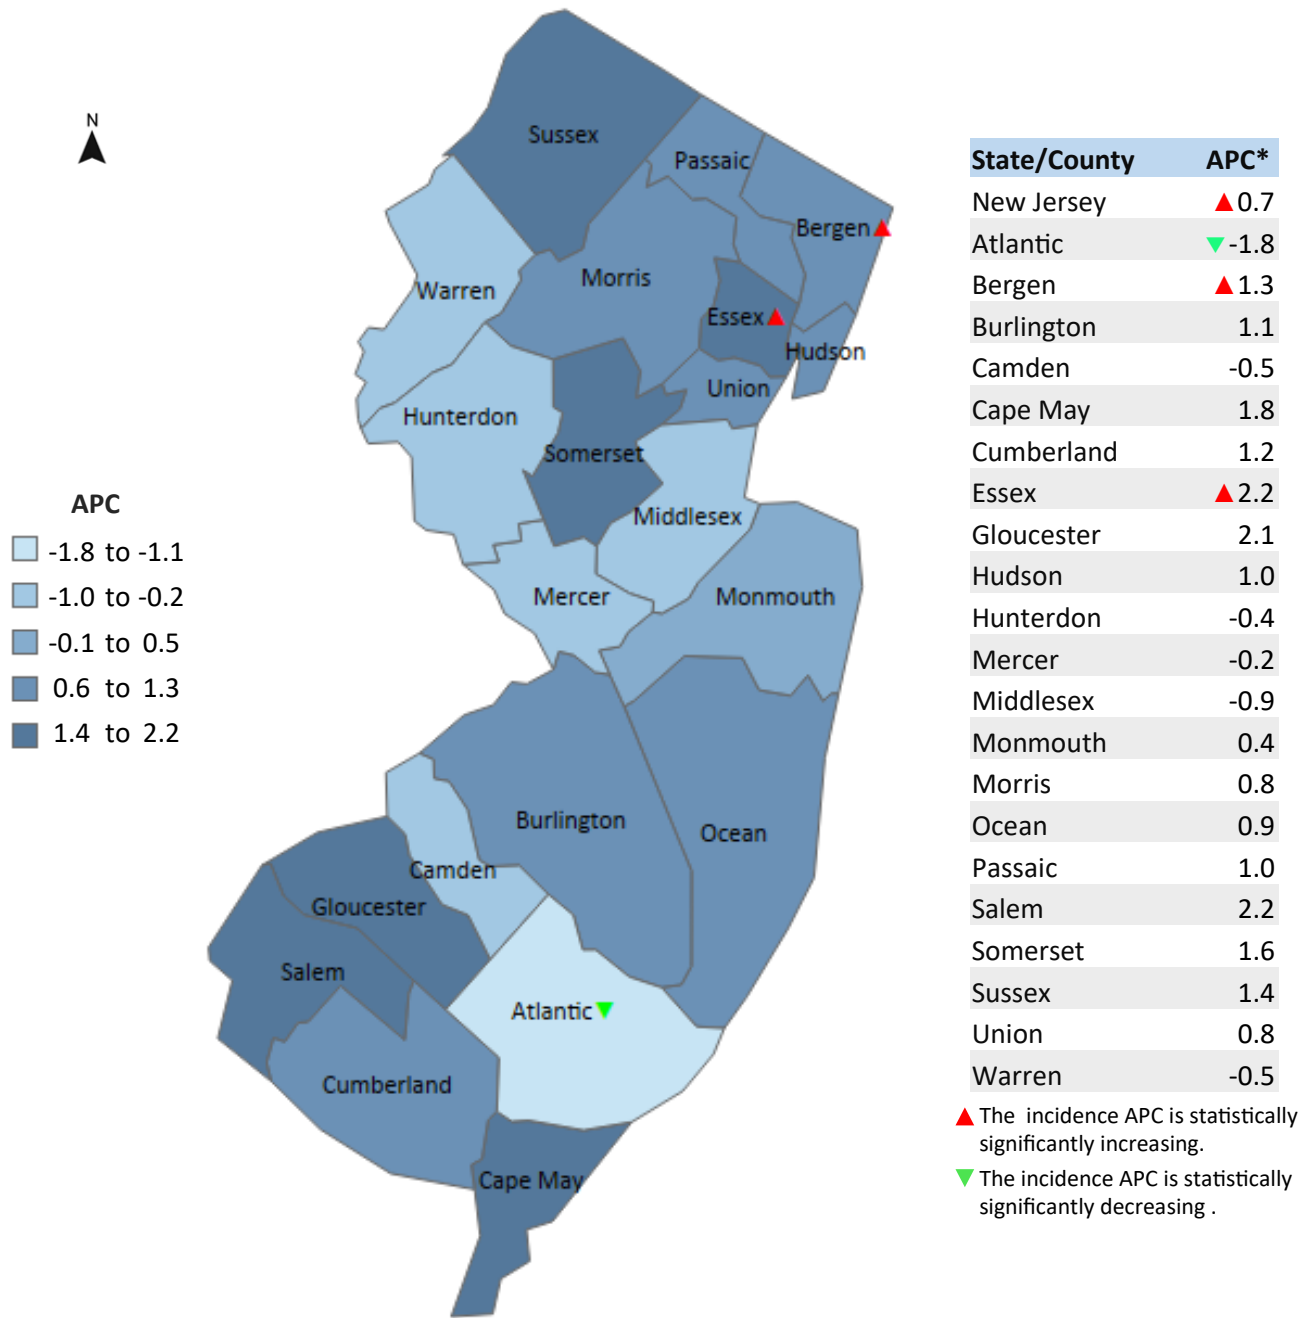 N
Sussex
Passaic
Bergen
Warren
Morris
Essex
Hudson
Union
Hunterdon
Somerset
Middlesex
Mercer
Monmouth
Burlington
Ocean
Camden
Gloucester
Salem
Atlantic
Cumberland
Cape May
APC
-1.8 to -1.1
-1.0 to -0.2
-0.1 to 0.5
0.6 to 1.3
1.4 to 2.2
State/County APC*
New Jersey ▲0.7
Atlantic ▼-1.8
Bergen ▲1.3
Burlington 1.1
Camden -0.5
Cape May 1.8
Cumberland 1.2
Essex ▲2.2
Gloucester 2.1
Hudson 1.0
Hunterdon -0.4
Mercer -0.2
Middlesex -0.9
Monmouth 0.4
Morris 0.8
Ocean 0.9
Passaic 1.0
Salem 2.2
Somerset 1.6
Sussex 1.4
Union 0.8
Warren -0.5
▲ The incidence APC is statistically
significantly increasing.
▼ The incidence APC is statistically
significantly decreasing .